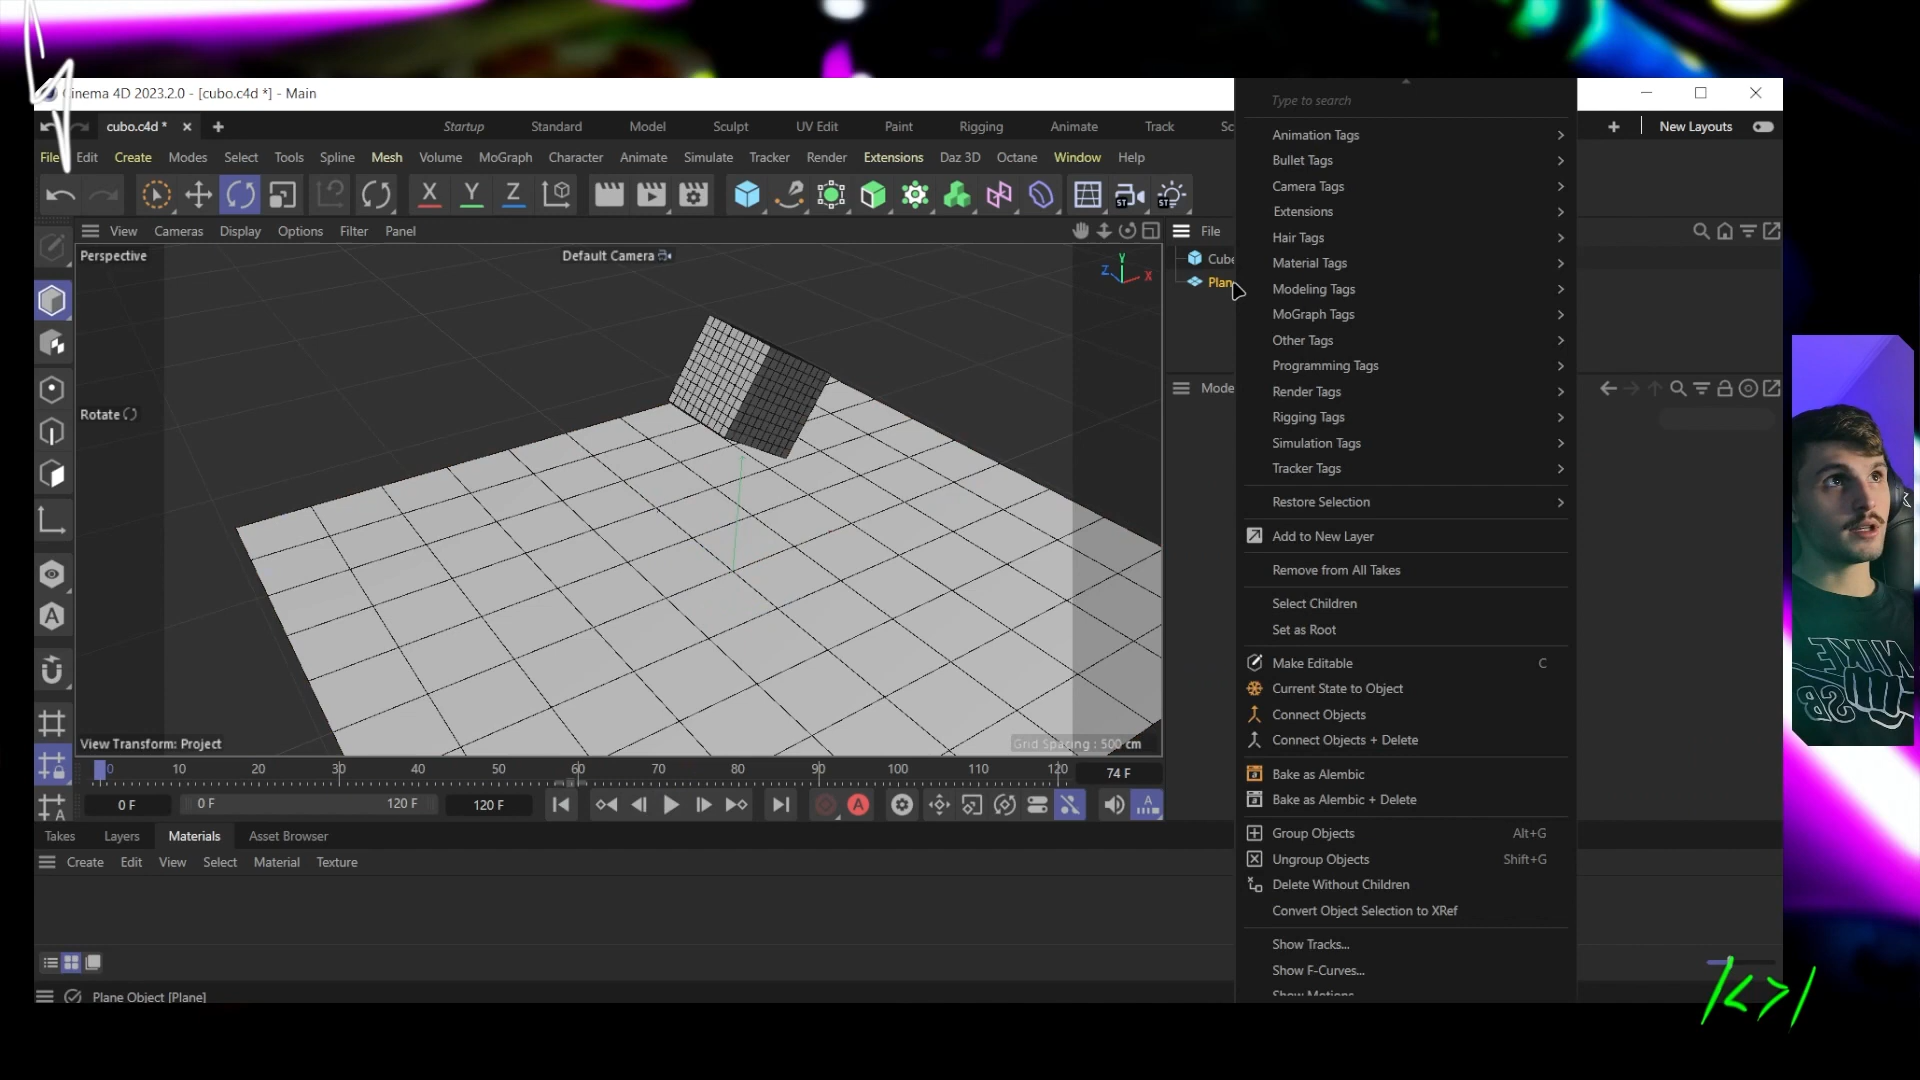 Cinema 4D 2023.2.0 - [cubo.c4d *] - Main
cubo.c4d *
Startup
Standard
Model
Sculpt
UV Edit
Paint
Rigging
Animate
Track
Sc
New Layouts
File
Edit
Create
Modes
Select
Tools
Spline
Mesh
Volume
MoGraph
Character
Animate
Simulate
Tracker
Render
Extensions
Daz 3D
Octane
Window
Help
X
Y
Z
ST
ST
View
Cameras
Display
Options
Filter
Panel
File
Perspective
Default Camera
Y
Z
X
Cube
Plan
Rotate
Mode
View Transform: Project
Grid Spacing : 500 cm
0
10
20
30
40
50
60
70
80
90
100
110
120
74 F
0 F
0 F
120 F
120 F
A
A
Takes
Layers
Materials
Asset Browser
Create
Edit
View
Select
Material
Texture
Plane Object [Plane]
Type to search
Animation Tags
Bullet Tags
Camera Tags
Extensions
Hair Tags
Material Tags
Modeling Tags
MoGraph Tags
Other Tags
Programming Tags
Render Tags
Rigging Tags
Simulation Tags
Tracker Tags
Restore Selection
Add to New Layer
Remove from All Takes
Select Children
Set as Root
Make Editable C
Current State to Object
Connect Objects
Connect Objects + Delete
Bake as Alembic
Bake as Alembic + Delete
Group Objects Alt+G
Ungroup Objects Shift+G
Delete Without Children
Convert Object Selection to XRef
Show Tracks...
Show F-Curves...
Show Motions
NIKE
SB